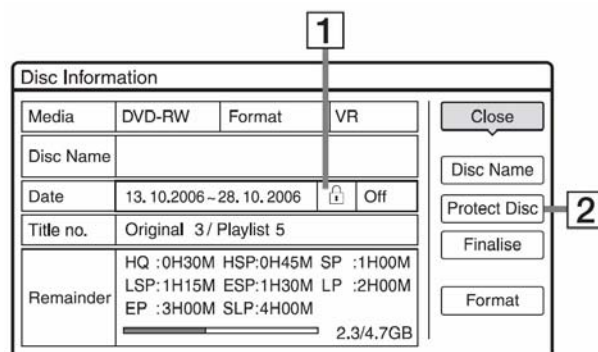 1
Disc Information
Media DVD-RW Format VR
Disc Name
Date 13. 10.2006 ~ 28. 10. 2006 Off
Title no. Original 3 / Playlist 5
Remainder
HQ :0H30M HSP:0H45M SP :1H00M
LSP:1H15M ESP:1H30M LP :2H00M
EP :3H00M SLP:4H00M
2.3/4.7GB
Close
Disc Name
Protect Disc
2
Finalise
Format